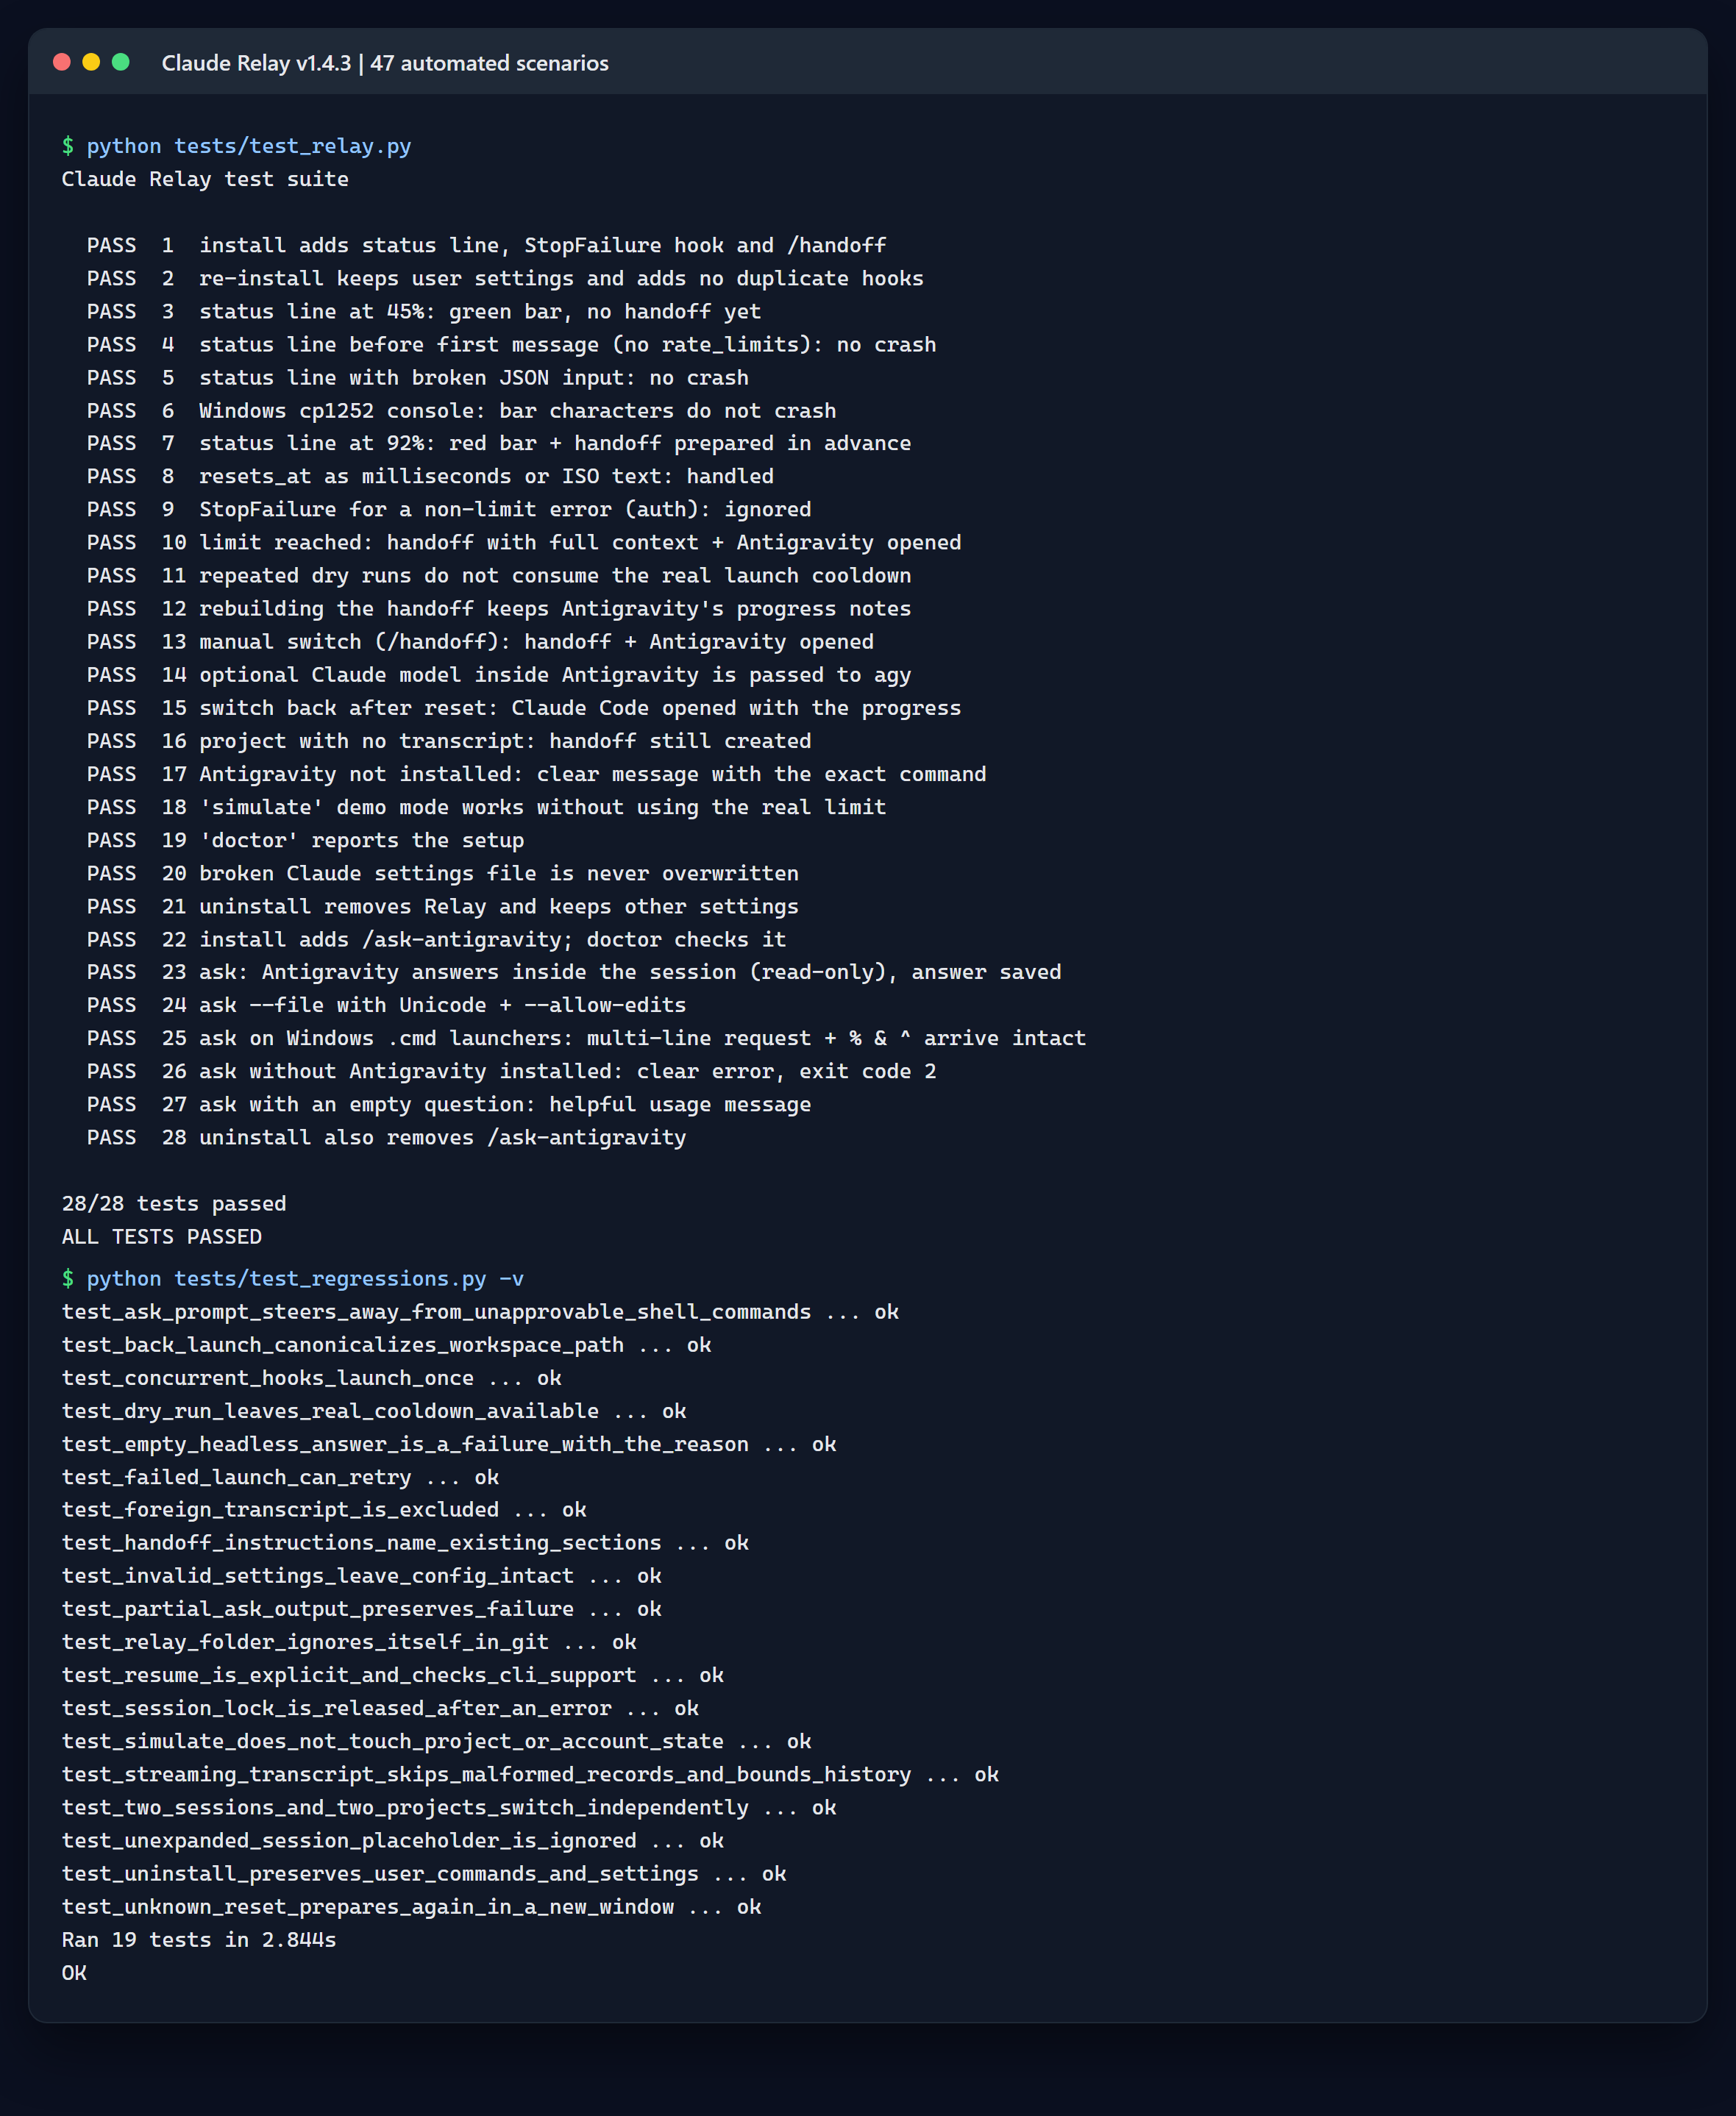 Claude Relay v1.4.3 | 47 automated scenarios
$ python tests/test_relay.py
Claude Relay test suite
PASS  1  install adds status line, StopFailure hook and /handoff
PASS  2  re-install keeps user settings and adds no duplicate hooks
PASS  3  status line at 45%: green bar, no handoff yet
PASS  4  status line before first message (no rate_limits): no crash
PASS  5  status line with broken JSON input: no crash
PASS  6  Windows cp1252 console: bar characters do not crash
PASS  7  status line at 92%: red bar + handoff prepared in advance
PASS  8  resets_at as milliseconds or ISO text: handled
PASS  9  StopFailure for a non-limit error (auth): ignored
PASS  10 limit reached: handoff with full context + Antigravity opened
PASS  11 repeated dry runs do not consume the real launch cooldown
PASS  12 rebuilding the handoff keeps Antigravity's progress notes
PASS  13 manual switch (/handoff): handoff + Antigravity opened
PASS  14 optional Claude model inside Antigravity is passed to agy
PASS  15 switch back after reset: Claude Code opened with the progress
PASS  16 project with no transcript: handoff still created
PASS  17 Antigravity not installed: clear message with the exact command
PASS  18 'simulate' demo mode works without using the real limit
PASS  19 'doctor' reports the setup
PASS  20 broken Claude settings file is never overwritten
PASS  21 uninstall removes Relay and keeps other settings
PASS  22 install adds /ask-antigravity; doctor checks it
PASS  23 ask: Antigravity answers inside the session (read-only), answer saved
PASS  24 ask --file with Unicode + --allow-edits
PASS  25 ask on Windows .cmd launchers: multi-line request + % & ^ arrive intact
PASS  26 ask without Antigravity installed: clear error, exit code 2
PASS  27 ask with an empty question: helpful usage message
PASS  28 uninstall also removes /ask-antigravity
28/28 tests passed
ALL TESTS PASSED
$ python tests/test_regressions.py -v
test_ask_prompt_steers_away_from_unapprovable_shell_commands ... ok
test_back_launch_canonicalizes_workspace_path ... ok
test_concurrent_hooks_launch_once ... ok
test_dry_run_leaves_real_cooldown_available ... ok
test_empty_headless_answer_is_a_failure_with_the_reason ... ok
test_failed_launch_can_retry ... ok
test_foreign_transcript_is_excluded ... ok
test_handoff_instructions_name_existing_sections ... ok
test_invalid_settings_leave_config_intact ... ok
test_partial_ask_output_preserves_failure ... ok
test_relay_folder_ignores_itself_in_git ... ok
test_resume_is_explicit_and_checks_cli_support ... ok
test_session_lock_is_released_after_an_error ... ok
test_simulate_does_not_touch_project_or_account_state ... ok
test_streaming_transcript_skips_malformed_records_and_bounds_history ... ok
test_two_sessions_and_two_projects_switch_independently ... ok
test_unexpanded_session_placeholder_is_ignored ... ok
test_uninstall_preserves_user_commands_and_settings ... ok
test_unknown_reset_prepares_again_in_a_new_window ... ok
Ran 19 tests in 2.844s
OK